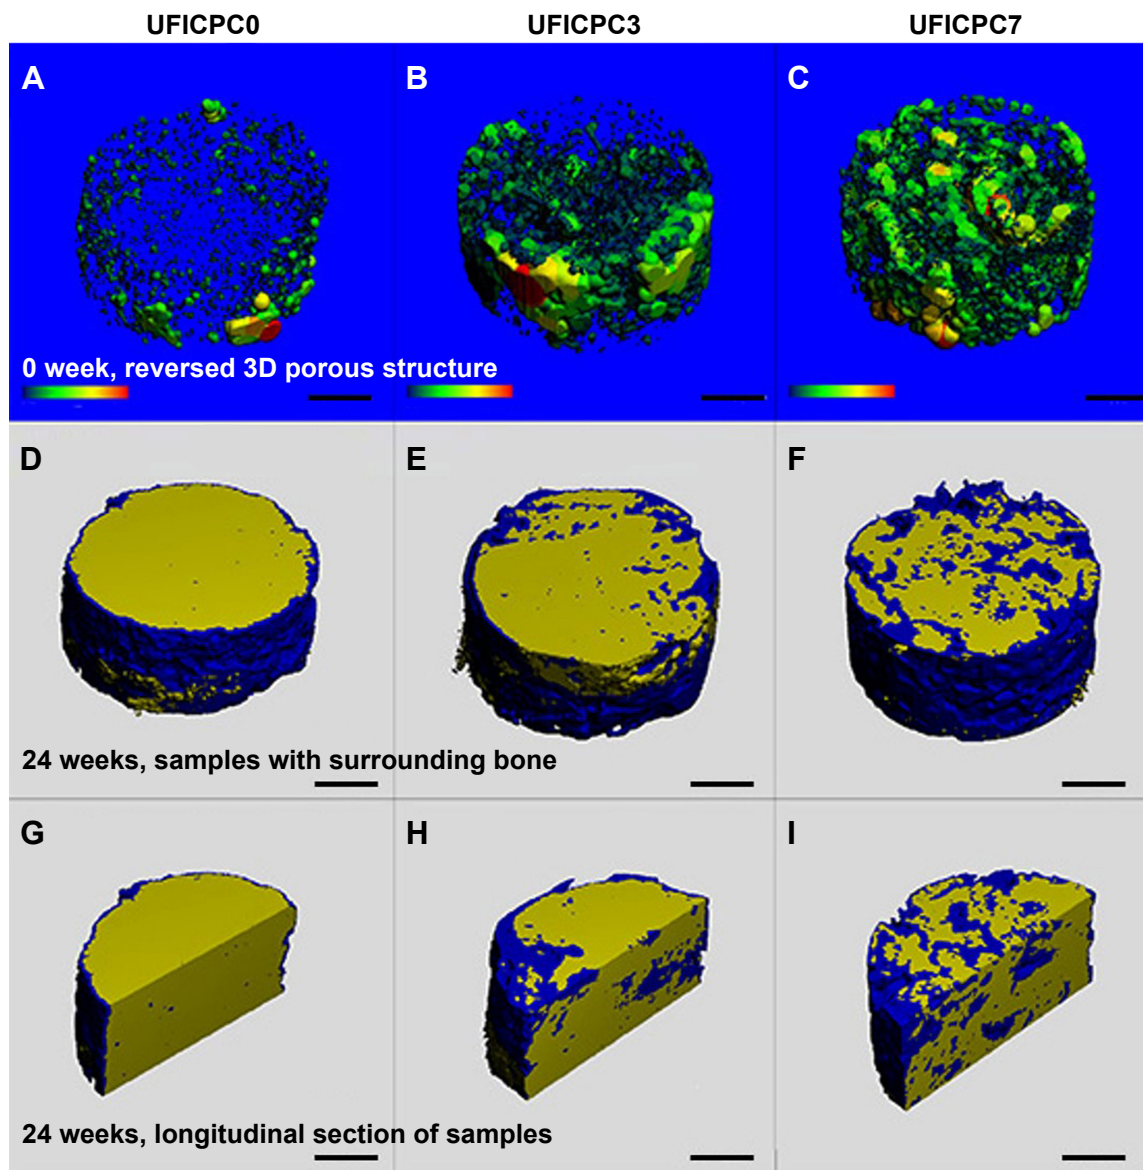 UFICPC0 UFICPC3 UFICPC7
A B C
0 week, reversed 3D porous structure
D E F
24 weeks, samples with surrounding bone
G H I
24 weeks, longitudinal section of samples